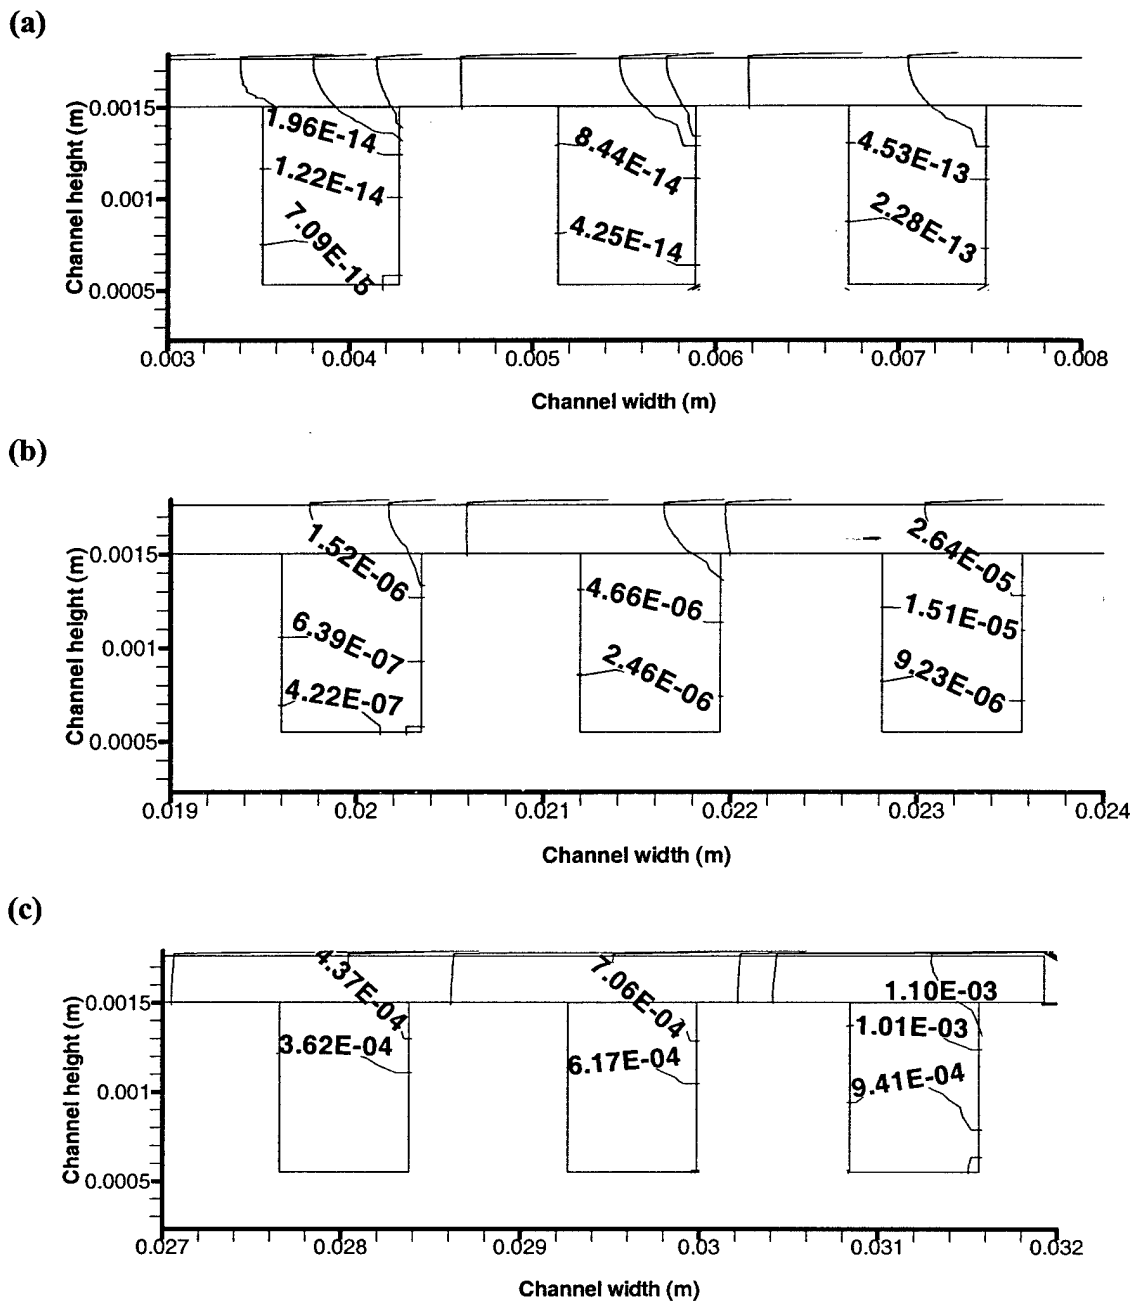 (a)
Channel height (m)
0.0015
0.001
0.0005
1.96E-14
1.22E-14
7.09E-15
8.44E-14
4.25E-14
4.53E-13
2.28E-13
0.003 0.004 0.005 0.006 0.007 0.008
Channel width (m)
(b)
Channel height (m)
0.0015
0.001
0.0005
1.52E-06
6.39E-07
4.22E-07
4.66E-06
2.46E-06
2.64E-05
1.51E-05
9.23E-06
0.019 0.02 0.021 0.022 0.023 0.024
Channel width (m)
(c)
Channel height (m)
0.0015
0.001
0.0005
4.37E-04
3.62E-04
7.06E-04
6.17E-04
1.10E-03
1.01E-03
9.41E-04
0.027 0.028 0.029 0.03 0.031 0.032
Channel width (m)